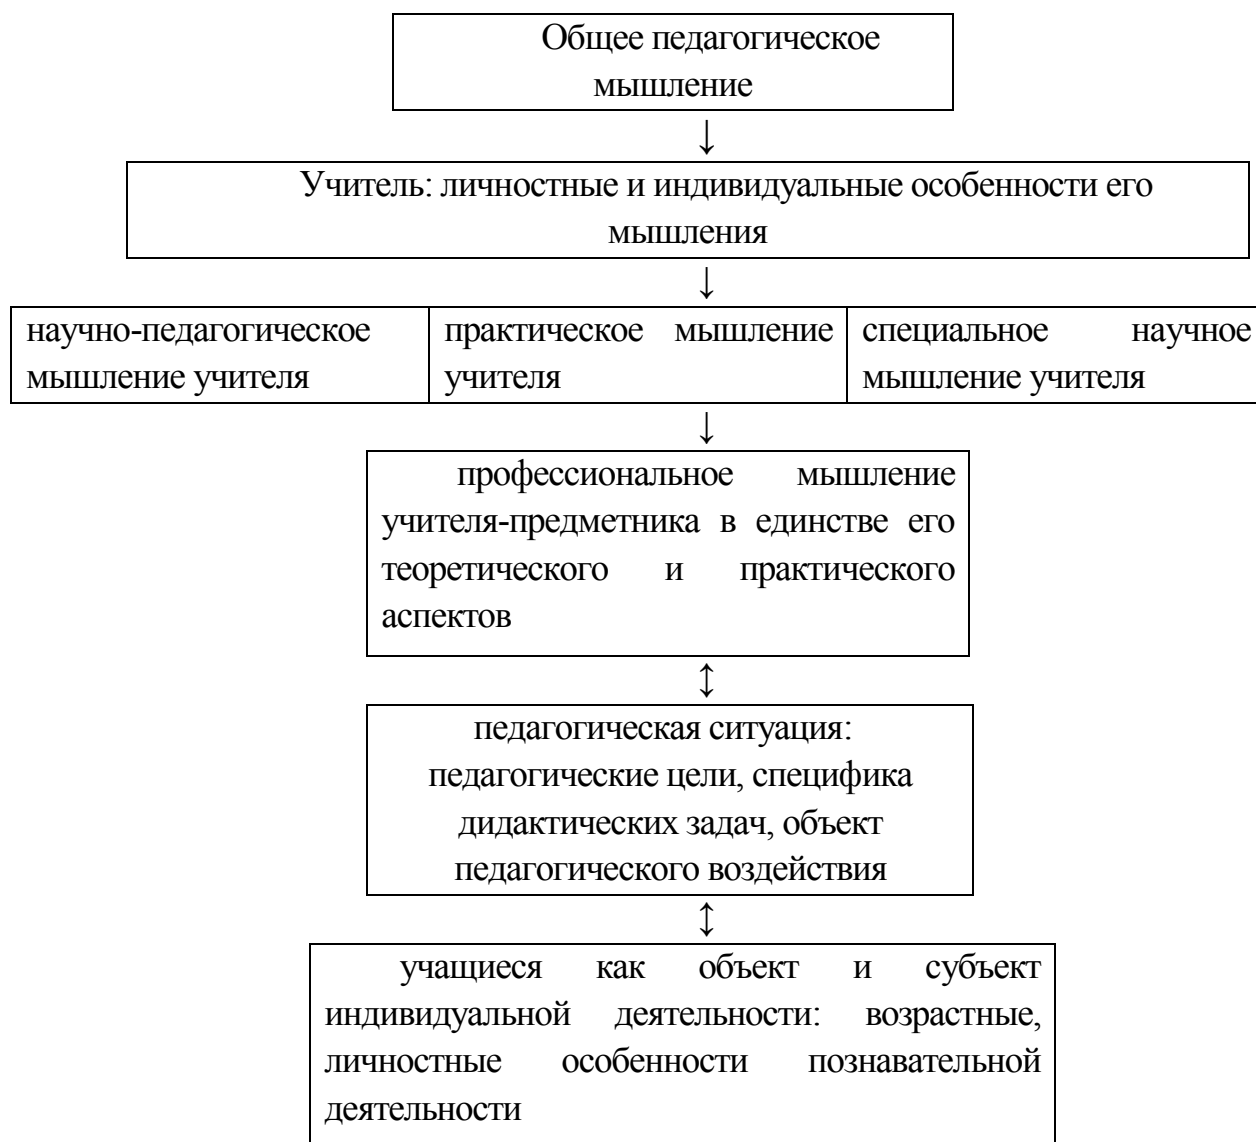 Общее педагогическое
мышление
↓
Учитель: личностные и индивидуальные особенности его
мышления
↓
научно-педагогическое
мышление учителя
практическое мышление
учителя
специальное научное
мышление учителя
↓
профессиональное мышление
учителя-предметника в единстве его
теоретического и практического
аспектов
↕
педагогическая ситуация:
педагогические цели, специфика
дидактических задач, объект
педагогического воздействия
↕
учащиеся как объект и субъект
индивидуальной деятельности: возрастные,
личностные особенности познавательной
деятельности